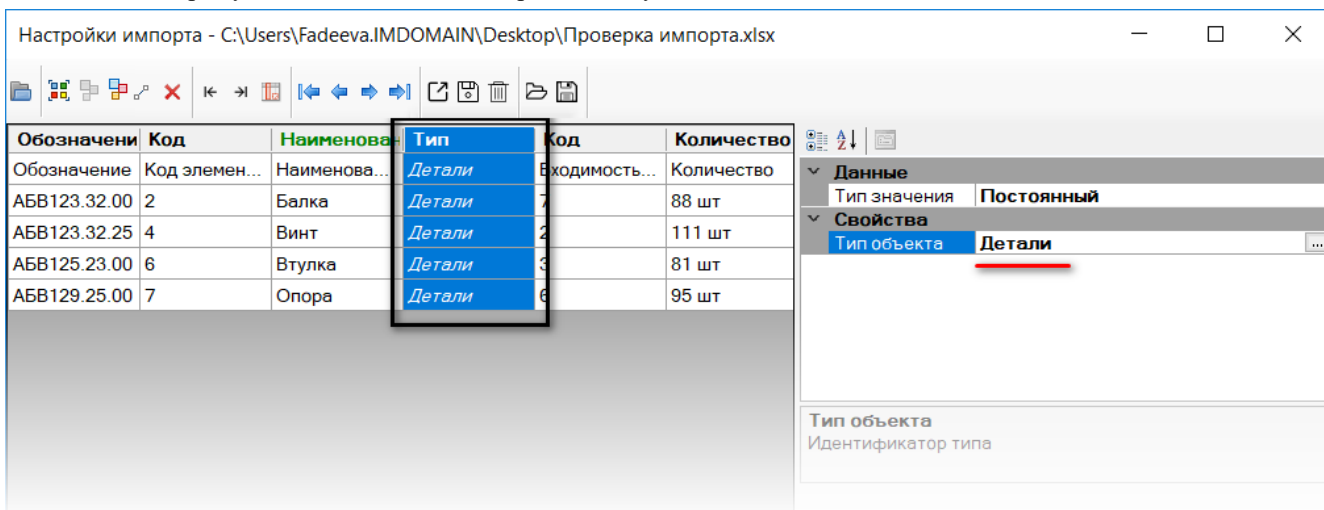 Настройки импорта - C:\Users\Fadeeva.IMDOMAIN\Desktop\Проверка импорта.xlsx
Обозначени Код Наименован Тип Код Количество
Обозначение Код элемен... Наименова... Детали Входимость... Количество
АБВ123.32.00 2 Балка Детали 7 88 шт
АБВ123.32.25 4 Винт Детали 2 111 шт
АБВ125.23.00 6 Втулка Детали 3 81 шт
АБВ129.25.00 7 Опора Детали 6 95 шт
Данные
Тип значения Постоянный
Свойства
Тип объекта Детали ...
Тип объекта
Идентификатор типа